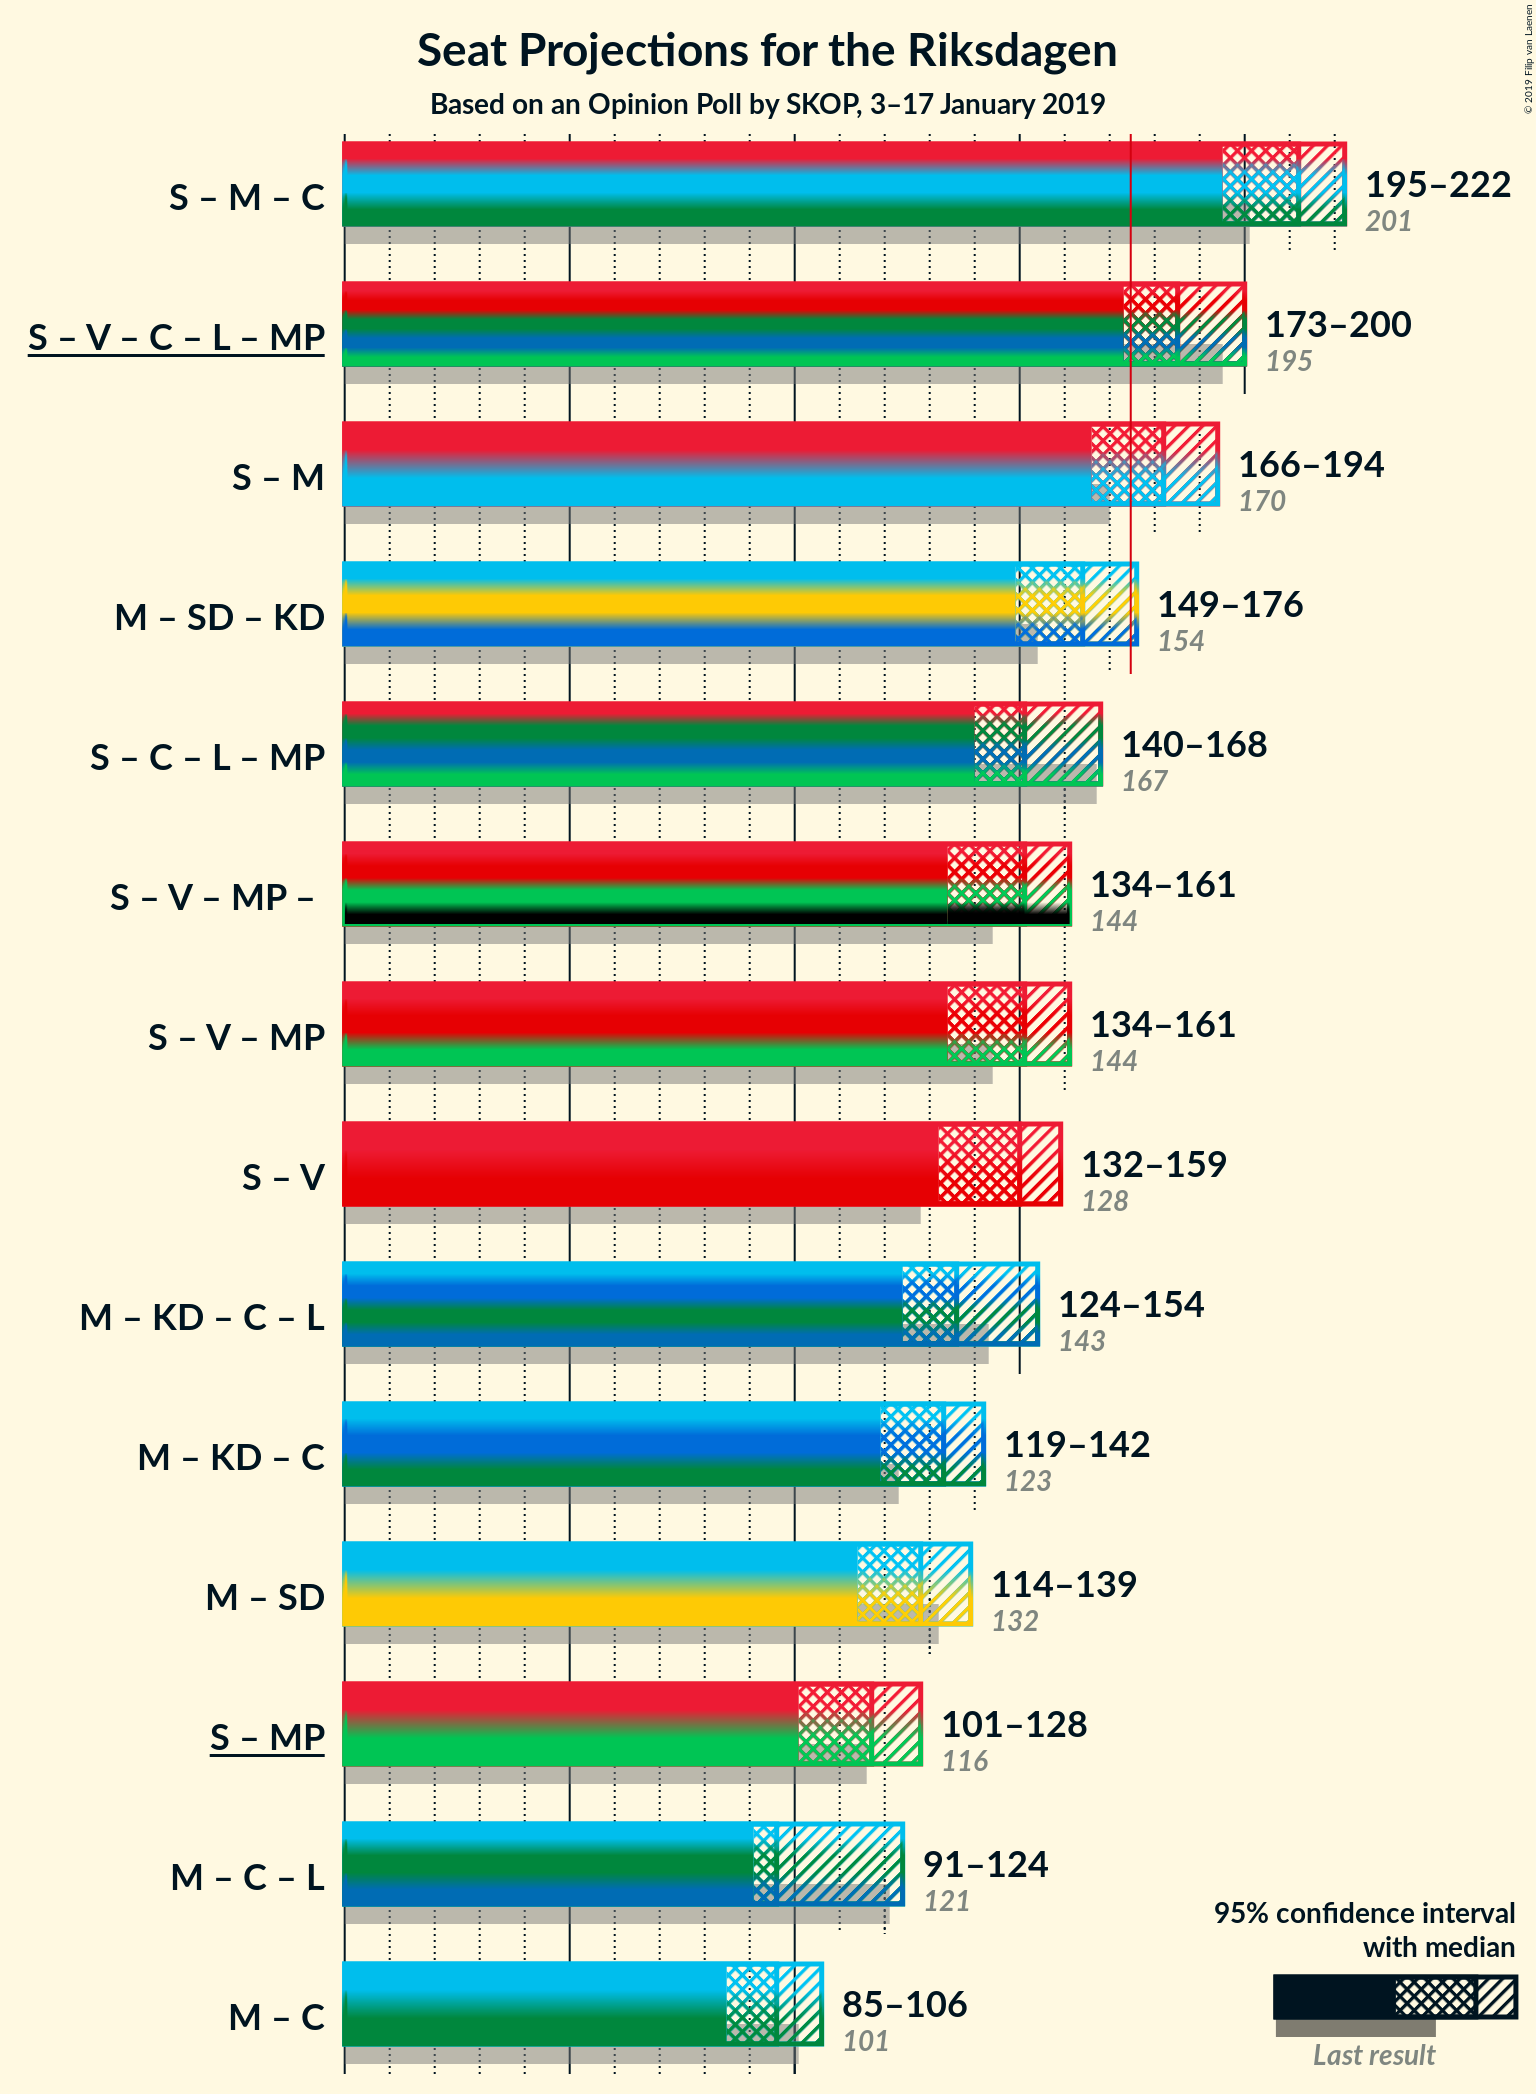 Seat Projections for the Riksdagen
Based on an Opinion Poll by SKOP, 3–17 January 2019
© 2019 Filip van Laenen
S – M – C
195–222
201
S – V – C – L – MP
173–200
195
S – M
166–194
170
M – SD – KD
149–176
154
S – C – L – MP
140–168
167
S – V – MP –
134–161
144
S – V – MP
134–161
144
S – V
132–159
128
M – KD – C – L
124–154
143
M – KD – C
119–142
123
M – SD
114–139
132
S – MP
101–128
116
M – C – L
91–124
121
M – C
85–106
101
95% confidence interval
with median
Last result